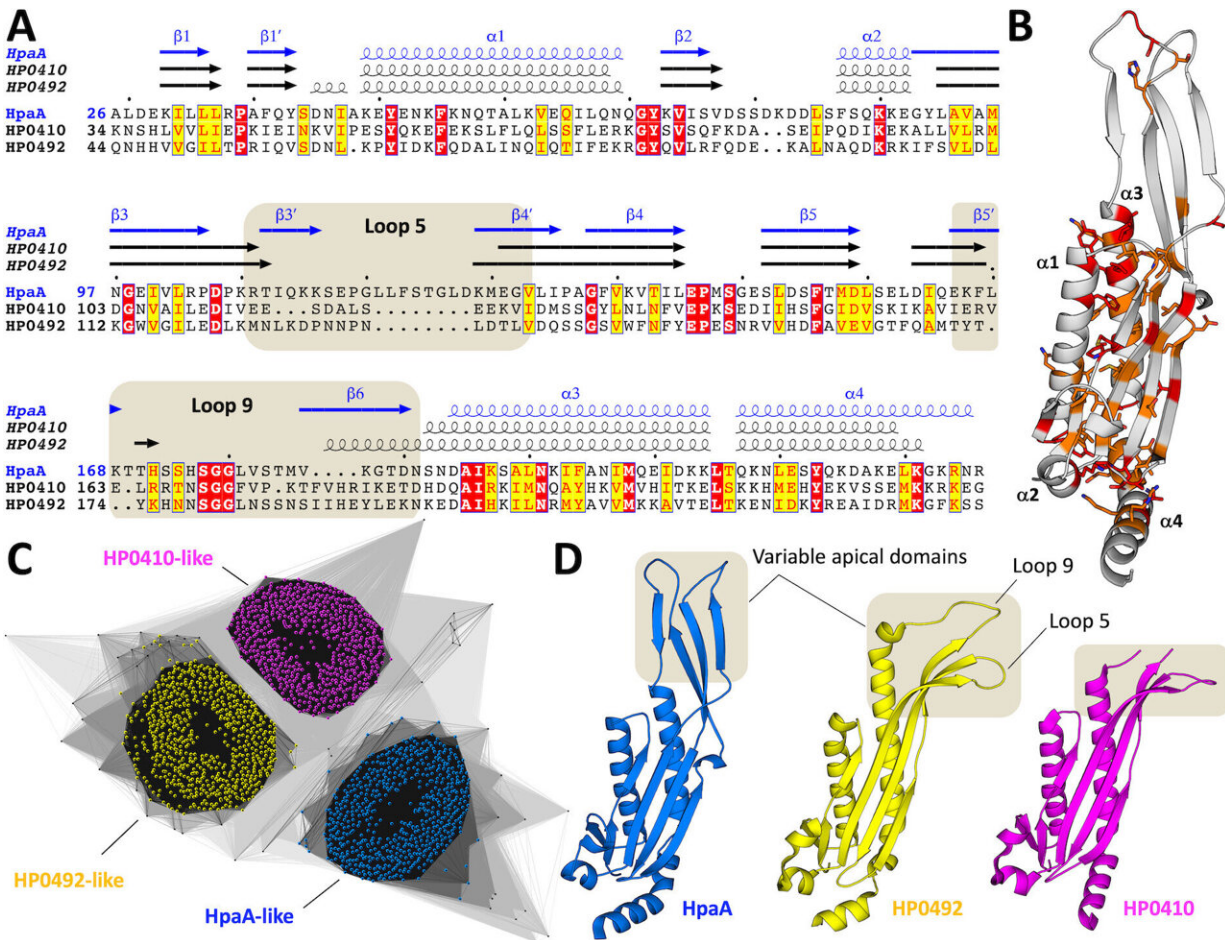 A
β1 β1′ α1 β2 α2
HpaA
HP0410
HP0492
HpaA 26 ALDEKILLLRPAFQYSDNIAKEYENKFKNQTALKVEQILQNQGYKVISVDSSDKDDLSFSQKKEGYLAVAM
HP0410 34 KNSHLVVLIEPKIEINKVIPESYQKEFEKSLFLQLSSFLERKGYSVSQFKDA.SEIPQDIKEKALLVLRM
HP0492 44 QNHHVVGILTPRIQVSDNL.KPYIDKFQDALINQIQTIFEKRGYQVLRFQDE.KALNAQDKRKIFSVLDL
β3 β3′ Loop 5 β4′ β4 β5 β5′
HpaA
HP0410
HP0492
HpaA 97 NGEIVLRPDPKRTIQKKSEPGLLFSTGLDKMEGVLIPAGFVKVTILEPMSGESLDSFTMDLSELDIQEKFL
HP0410 103 KGNVAILEDIVEE...SDALS........EEKVIDMSSGYLNLNFVEPKSEDIIHSFGIDVSKIKAVIERV
HP0492 112 KGWVGILEDLKMNLKDPNNPN........LDTLVDQSSGSVWFNFYEPESNRVVHDFAVEVGTFQAMTYTV
Loop 9 β6 α3 α4
HpaA
HP0410
HP0492
HpaA 168 KTTHSSHSGGLVSTMV....KGTDNSNDAIKSALNKIFANIMQEIDKKLTQKNLESYQKDAKELKGKRNR
HP0410 163 E.LRRTNSGGFVP.KTFVHRIKETDHDQAIRKIMNQAYHKVMVHITKELSKKHMEHYEKVSSEMKKRKEG
HP0492 174 ..YKHNNSGGLNSSNSIIHEYLEKNKEDAIHKILNRMYAVVMKKAVTELTKENIDKYREAIDRMKGFKSS
B
α3
α1
α2
α4
C
HP0410-like
HP0492-like
HpaA-like
D
Variable apical domains
Loop 9
Loop 5
HpaA
HP0492
HP0410